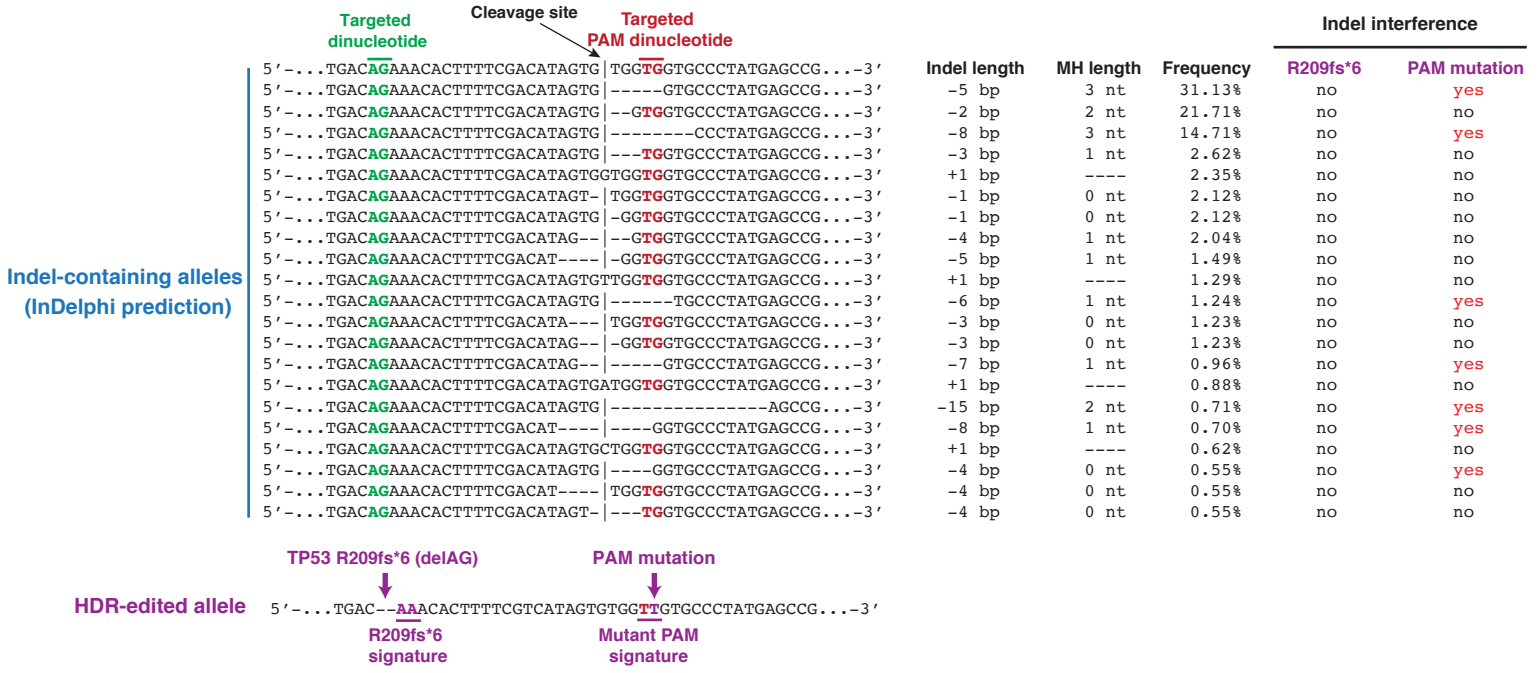 Cleavage site
Targeted dinucleotide
Targeted PAM dinucleotide
Indel interference
Indel length MH length Frequency R209fs*6 PAM mutation
5′-...TGACAGAAACACTTTTCGACATAGTG|TGGTGGTGCCCTATGAGCCG...-3′
5′-...TGACAGAAACACTTTTCGACATAGTG|-----GTGCCCTATGAGCCG...-3′ -5 bp 3 nt 31.13% no yes
5′-...TGACAGAAACACTTTTCGACATAGTG|--GTGGTGCCCTATGAGCCG...-3′ -2 bp 2 nt 21.71% no no
5′-...TGACAGAAACACTTTTCGACATAGTG|--------CCCTATGAGCCG...-3′ -8 bp 3 nt 14.71% no yes
5′-...TGACAGAAACACTTTTCGACATAGTG|---TGGTGCCCTATGAGCCG...-3′ -3 bp 1 nt 2.62% no no
5′-...TGACAGAAACACTTTTCGACATAGTGGTGGTGGTGCCCTATGAGCCG...-3′ +1 bp ---- 2.35% no no
5′-...TGACAGAAACACTTTTCGACATAGT-|TGGTGGTGCCCTATGAGCCG...-3′ -1 bp 0 nt 2.12% no no
5′-...TGACAGAAACACTTTTCGACATAGTG|-GGTGGTGCCCTATGAGCCG...-3′ -1 bp 0 nt 2.12% no no
5′-...TGACAGAAACACTTTTCGACATAG--|--GTGGTGCCCTATGAGCCG...-3′ -4 bp 1 nt 2.04% no no
5′-...TGACAGAAACACTTTTCGACAT----|-GGTGGTGCCCTATGAGCCG...-3′ -5 bp 1 nt 1.49% no no
5′-...TGACAGAAACACTTTTCGACATAGTGTTGGTGGTGCCCTATGAGCCG...-3′ +1 bp ---- 1.29% no no
5′-...TGACAGAAACACTTTTCGACATAGTG|------TGCCCTATGAGCCG...-3′ -6 bp 1 nt 1.24% no yes
5′-...TGACAGAAACACTTTTCGACATA---|TGGTGGTGCCCTATGAGCCG...-3′ -3 bp 0 nt 1.23% no no
5′-...TGACAGAAACACTTTTCGACATAG--|-GGTGGTGCCCTATGAGCCG...-3′ -3 bp 0 nt 1.23% no no
5′-...TGACAGAAACACTTTTCGACATAG--|-----GTGCCCTATGAGCCG...-3′ -7 bp 1 nt 0.96% no yes
5′-...TGACAGAAACACTTTTCGACATAGTGATGGTGGTGCCCTATGAGCCG...-3′ +1 bp ---- 0.88% no no
5′-...TGACAGAAACACTTTTCGACATAGTG|---------------AGCCG...-3′ -15 bp 2 nt 0.71% no yes
5′-...TGACAGAAACACTTTTCGACAT----|----GGTGCCCTATGAGCCG...-3′ -8 bp 1 nt 0.70% no yes
5′-...TGACAGAAACACTTTTCGACATAGTGCTGGTGGTGCCCTATGAGCCG...-3′ +1 bp ---- 0.62% no no
5′-...TGACAGAAACACTTTTCGACATAGTG|----GGTGCCCTATGAGCCG...-3′ -4 bp 0 nt 0.55% no yes
5′-...TGACAGAAACACTTTTCGACAT----|TGGTGGTGCCCTATGAGCCG...-3′ -4 bp 0 nt 0.55% no no
5′-...TGACAGAAACACTTTTCGACATAGT-|---TGGTGCCCTATGAGCCG...-3′ -4 bp 0 nt 0.55% no no
Indel-containing alleles
(InDelphi prediction)
TP53 R209fs*6 (delAG) PAM mutation
HDR-edited allele 5′-...TGAC--AAACACTTTTCGTCATAGTGTGGTTGTGCCCTATGAGCCG...-3′
R209fs*6 signature
Mutant PAM signature